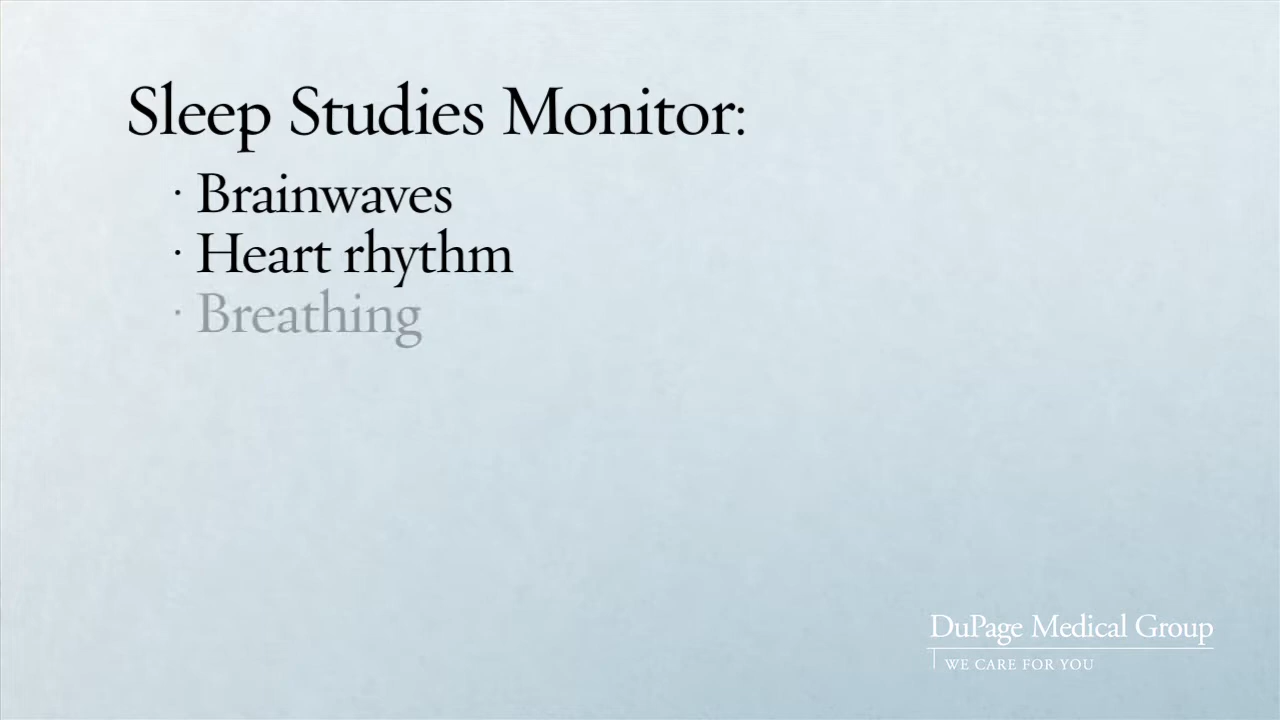 Sleep Studies Monitor:
· Brainwaves
· Heart rhythm
· Breathing
DuPage Medical Group
WE CARE FOR YOU